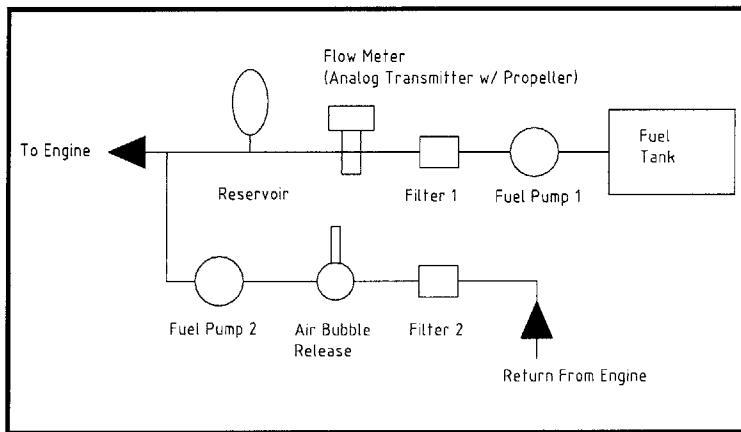 Flow Meter
(Analog Transmitter w/ Propeller)
Fuel
Tank
To Engine
Reservoir
Filter 1
Fuel Pump 1
Fuel Pump 2
Air Bubble
Release
Filter 2
Return From Engine